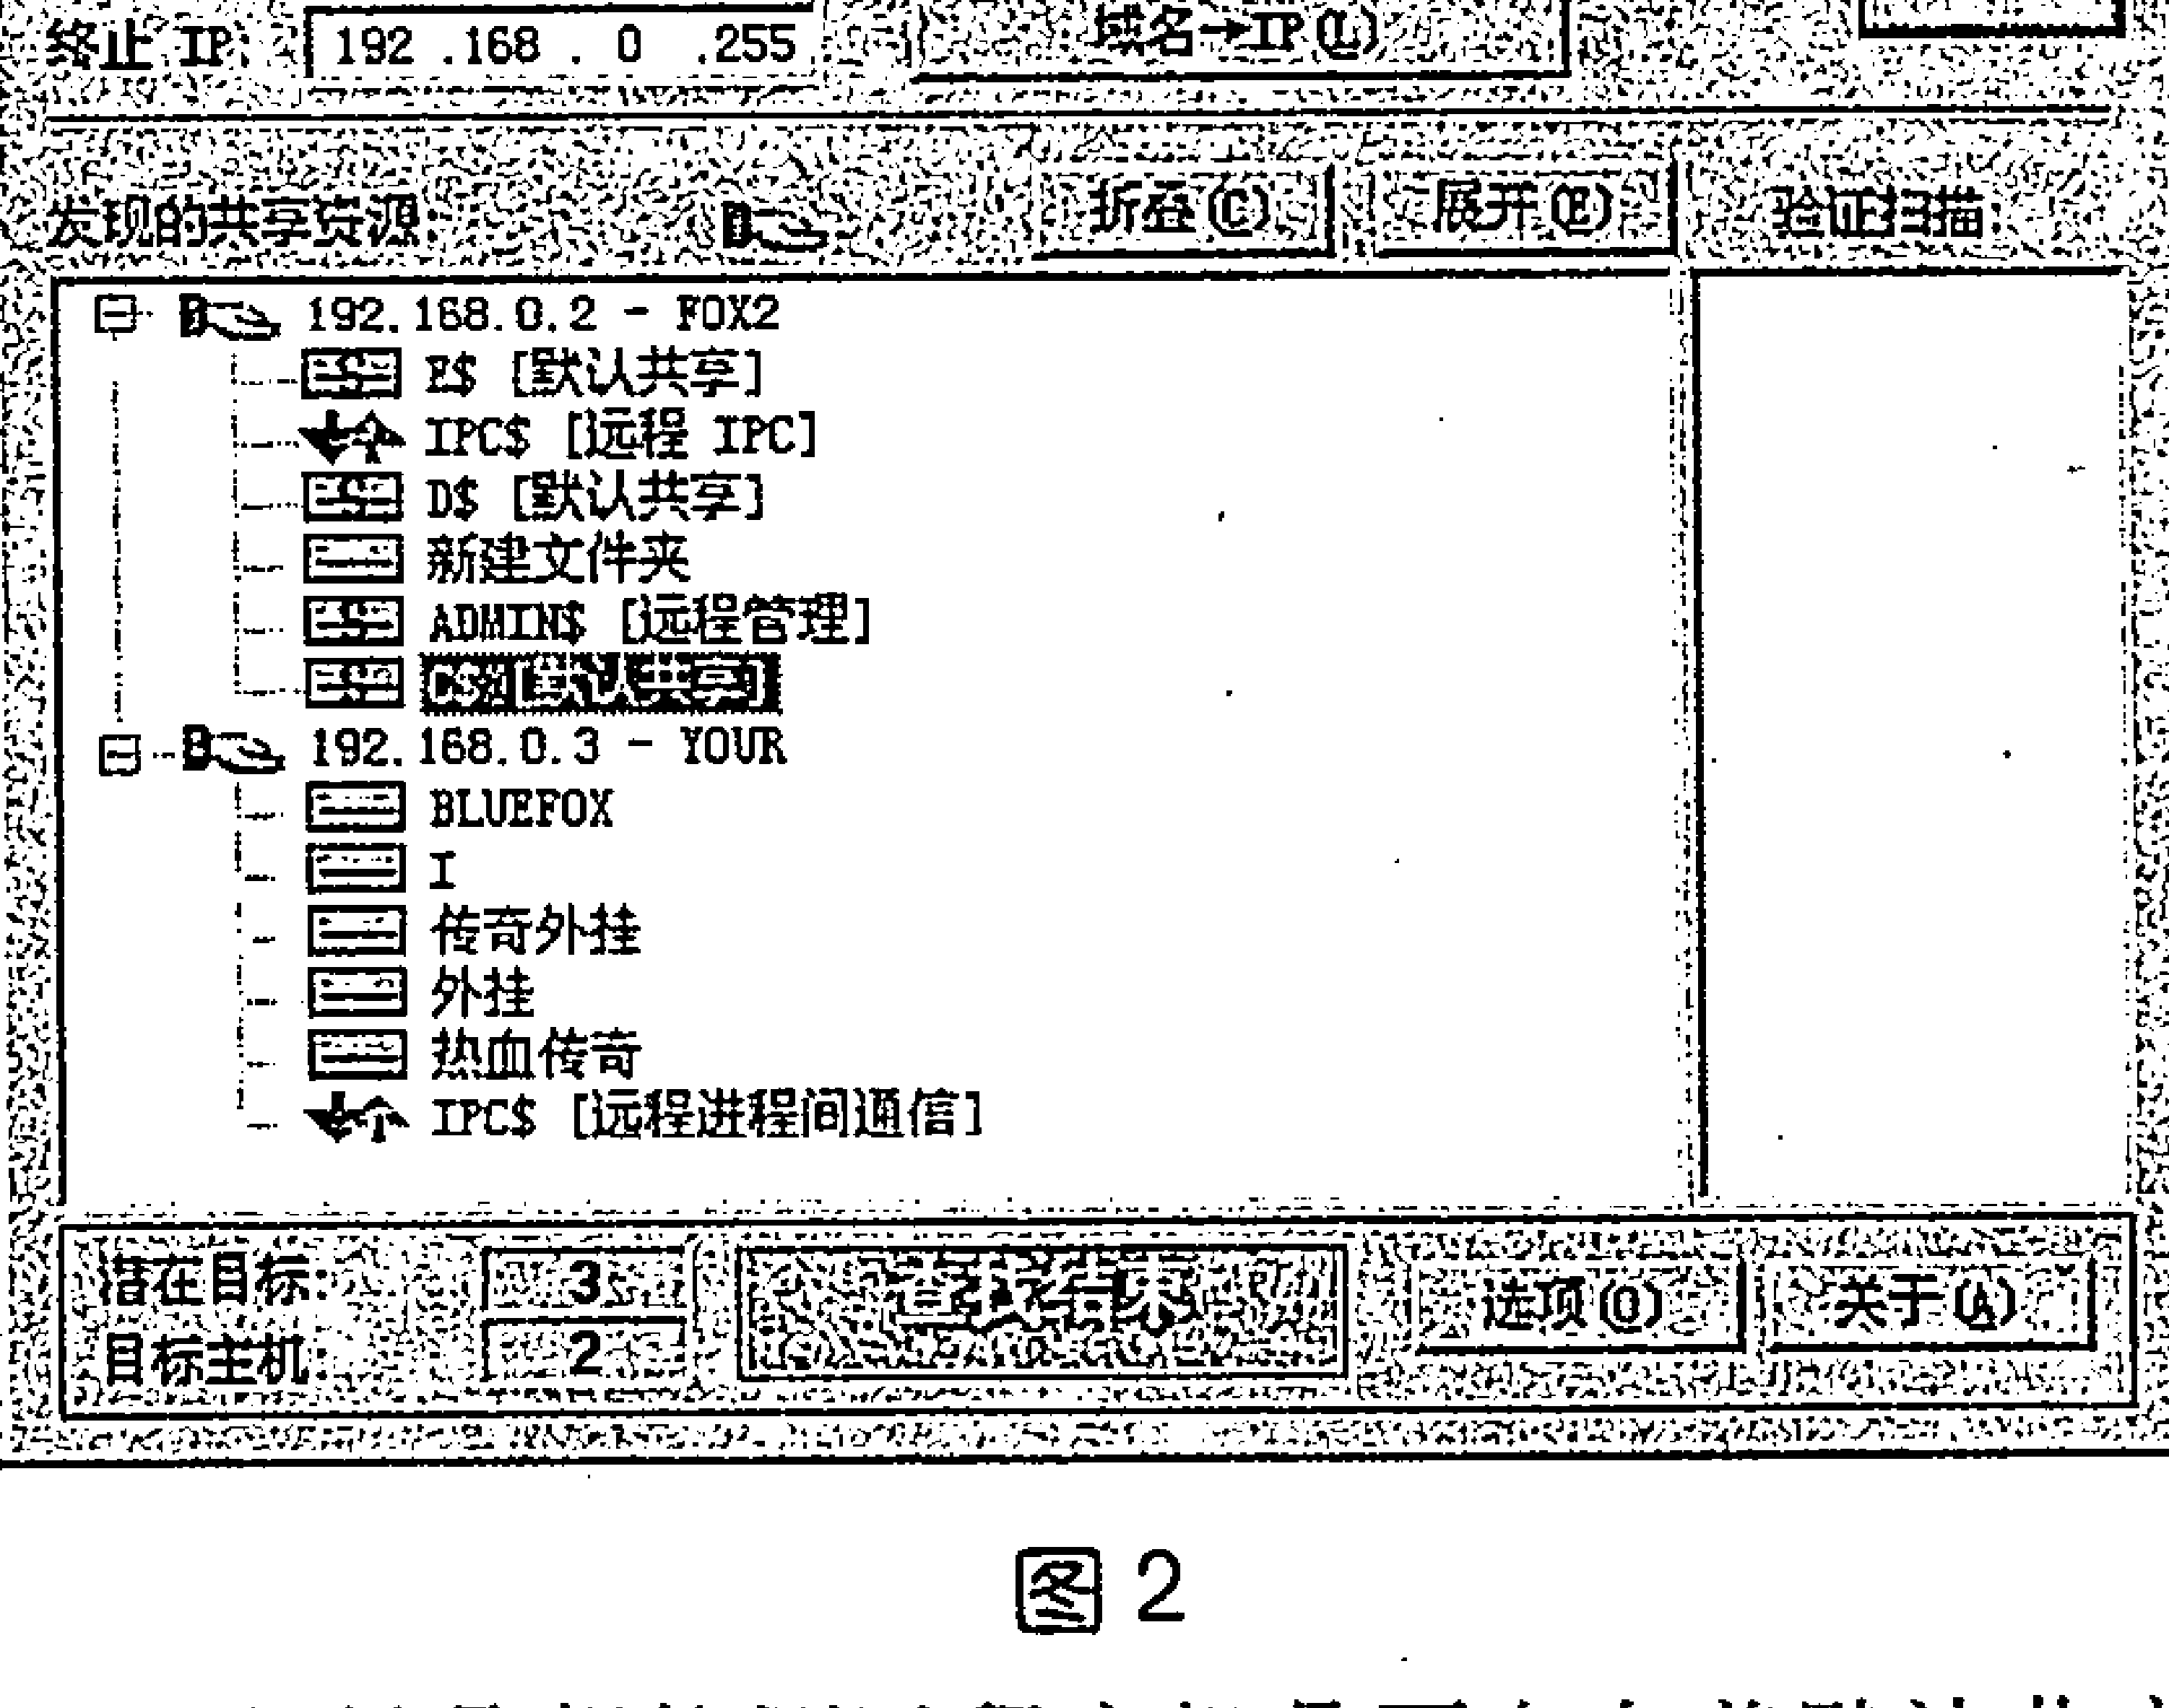 终止 IP: 192 .168 . 0 .255 域名→IP(L)
发现的共享资源: 折叠(C) 展开(E) 验证扫描:
192.168.0.2 - FOX2
E$ [默认共享]
IPC$ [远程 IPC]
D$ [默认共享]
新建文件夹
ADMIN$ [远程管理]
C$ [默认共享]
192.168.0.3 - YOUR
BLUEFOX
I
传奇外挂
外挂
热血传奇
IPC$ [远程进程间通信]
潜在目标: 3 查找结束 选项(O) 关于(A)
目标主机: 2
图 2